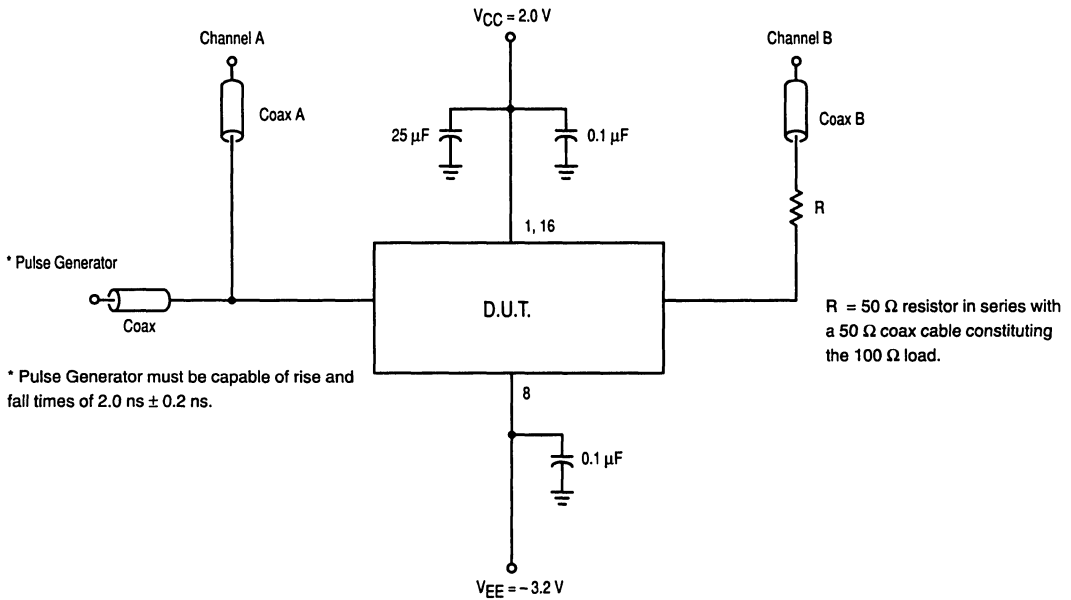 VCC = 2.0 V
Channel A
Channel B
Coax A
Coax B
25 µF
0.1 µF
R
1, 16
* Pulse Generator
Coax
D.U.T.
R = 50 Ω resistor in series with
a 50 Ω coax cable constituting
the 100 Ω load.
* Pulse Generator must be capable of rise and
fall times of 2.0 ns ± 0.2 ns.
8
0.1 µF
VEE = – 3.2 V